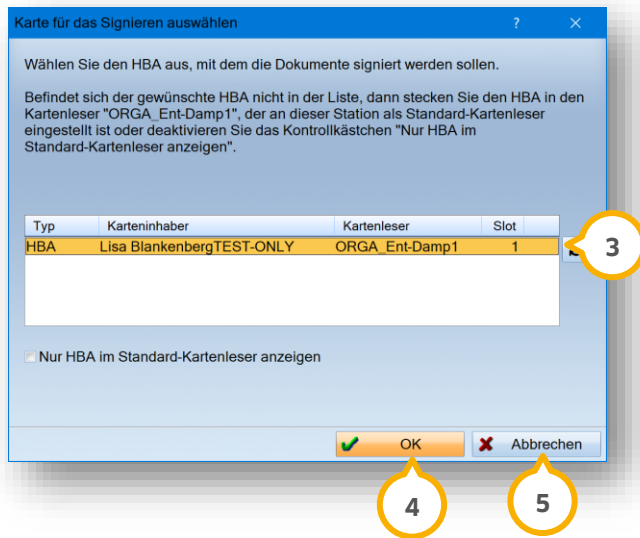 Karte für das Signieren auswählen ? ×
Wählen Sie den HBA aus, mit dem die Dokumente signiert werden sollen.
Befindet sich der gewünschte HBA nicht in der Liste, dann stecken Sie den HBA in den
Kartenleser "ORGA_Ent-Damp1", der an dieser Station als Standard-Kartenleser
eingestellt ist oder deaktivieren Sie das Kontrollkästchen "Nur HBA im
Standard-Kartenleser anzeigen".
Typ Karteninhaber Kartenleser Slot
HBA Lisa BlankenbergTEST-ONLY ORGA_Ent-Damp1 1
3
Nur HBA im Standard-Kartenleser anzeigen
OK Abbrechen
4 5